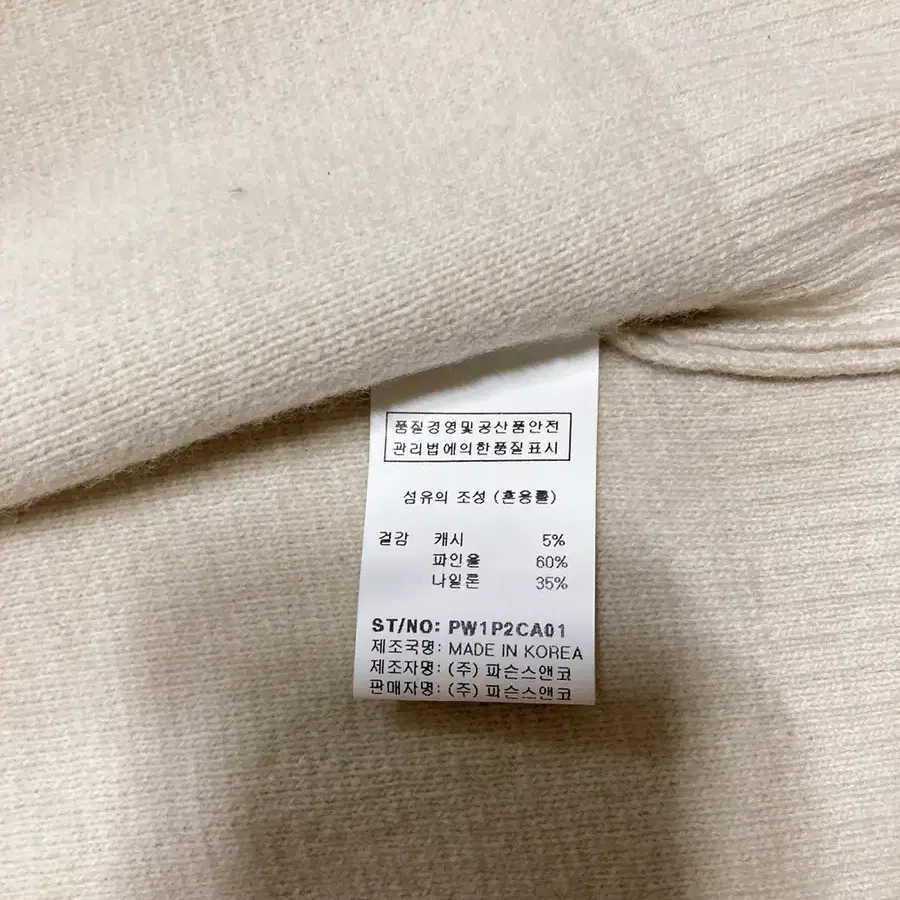 품질경영및공산품안전
관리법에의한품질표시
섬유의 조성 (혼용률)
겉감 캐시 5%
파인울 60%
나일론 35%
ST/NO: PW1P2CA01
제조국명: MADE IN KOREA
제조자명: (주) 파슨스앤코
판매자명: (주) 파슨스앤코